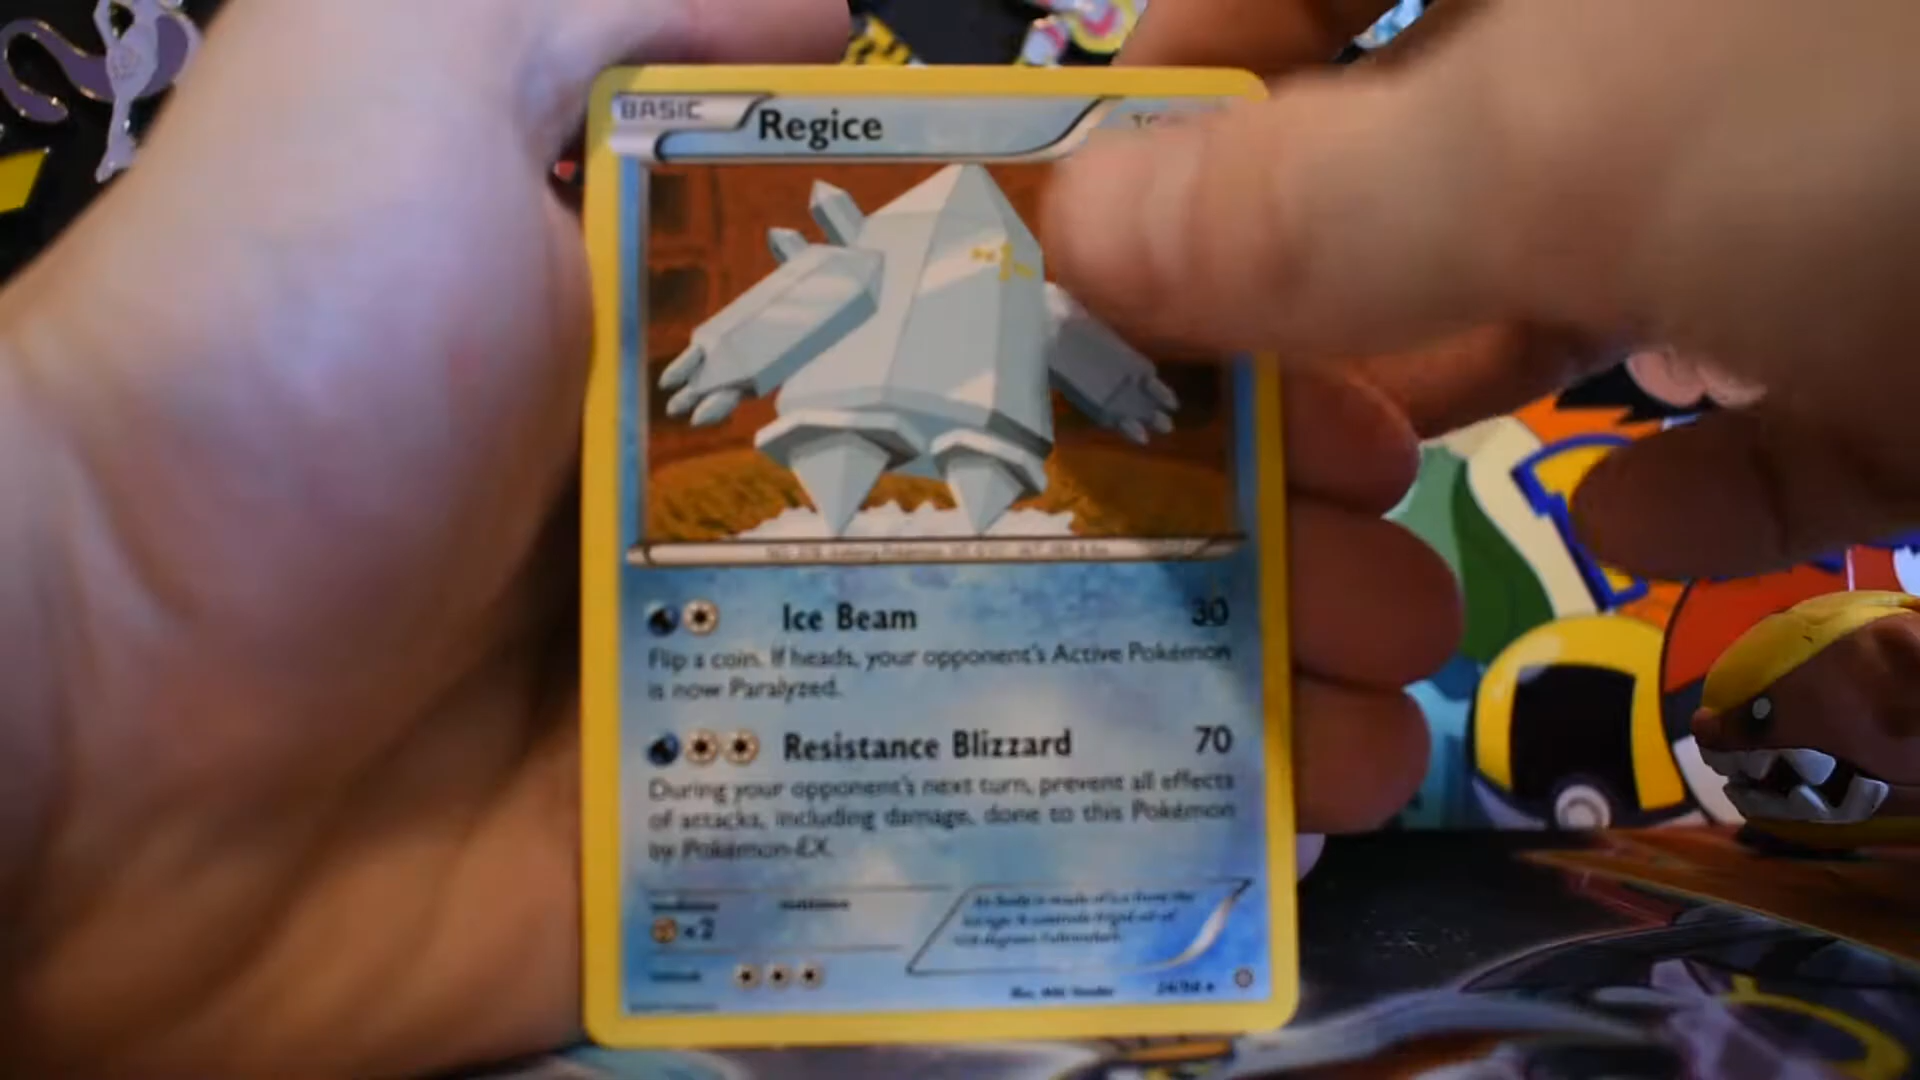 BASIC
Regice
Ice Beam 30
Flip a coin. If heads, your opponent's Active Pokémon
is now Paralyzed.
Resistance Blizzard 70
During your opponent's next turn, prevent all effects
of attacks, including damage, done to this Pokémon
by Pokémon-EX.
×2